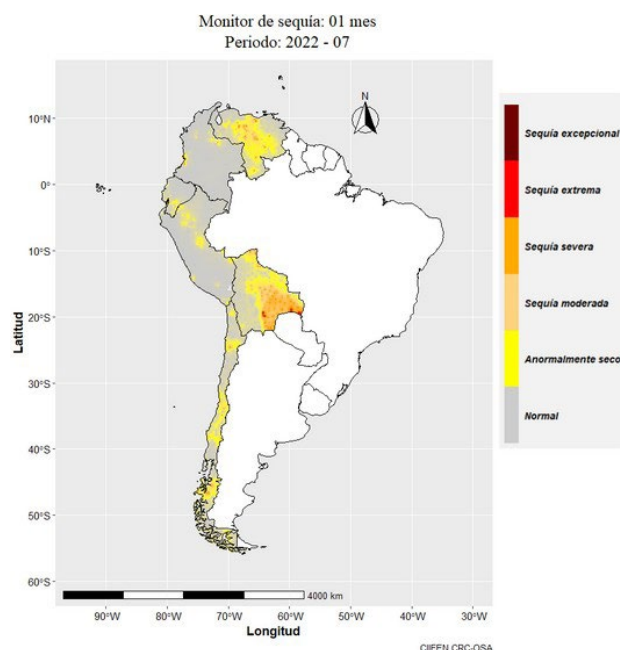 Monitor de sequía: 01 mes
Periodo: 2022 - 07
N
10°N
0°
10°S
20°S
30°S
40°S
50°S
60°S
Latitud
90°W
80°W
70°W
60°W
50°W
40°W
30°W
Longitud
4000 km
Sequía excepcional
Sequía extrema
Sequía severa
Sequía moderada
Anormalmente seco
Normal
CIIFEN CRC-OSA